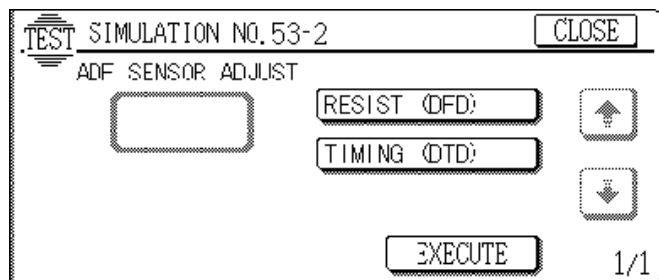 TEST SIMULATION NO.53-2 CLOSE
ADF SENSOR ADJUST
RESIST (DFD)
TIMING (DTD)
EXECUTE 1/1